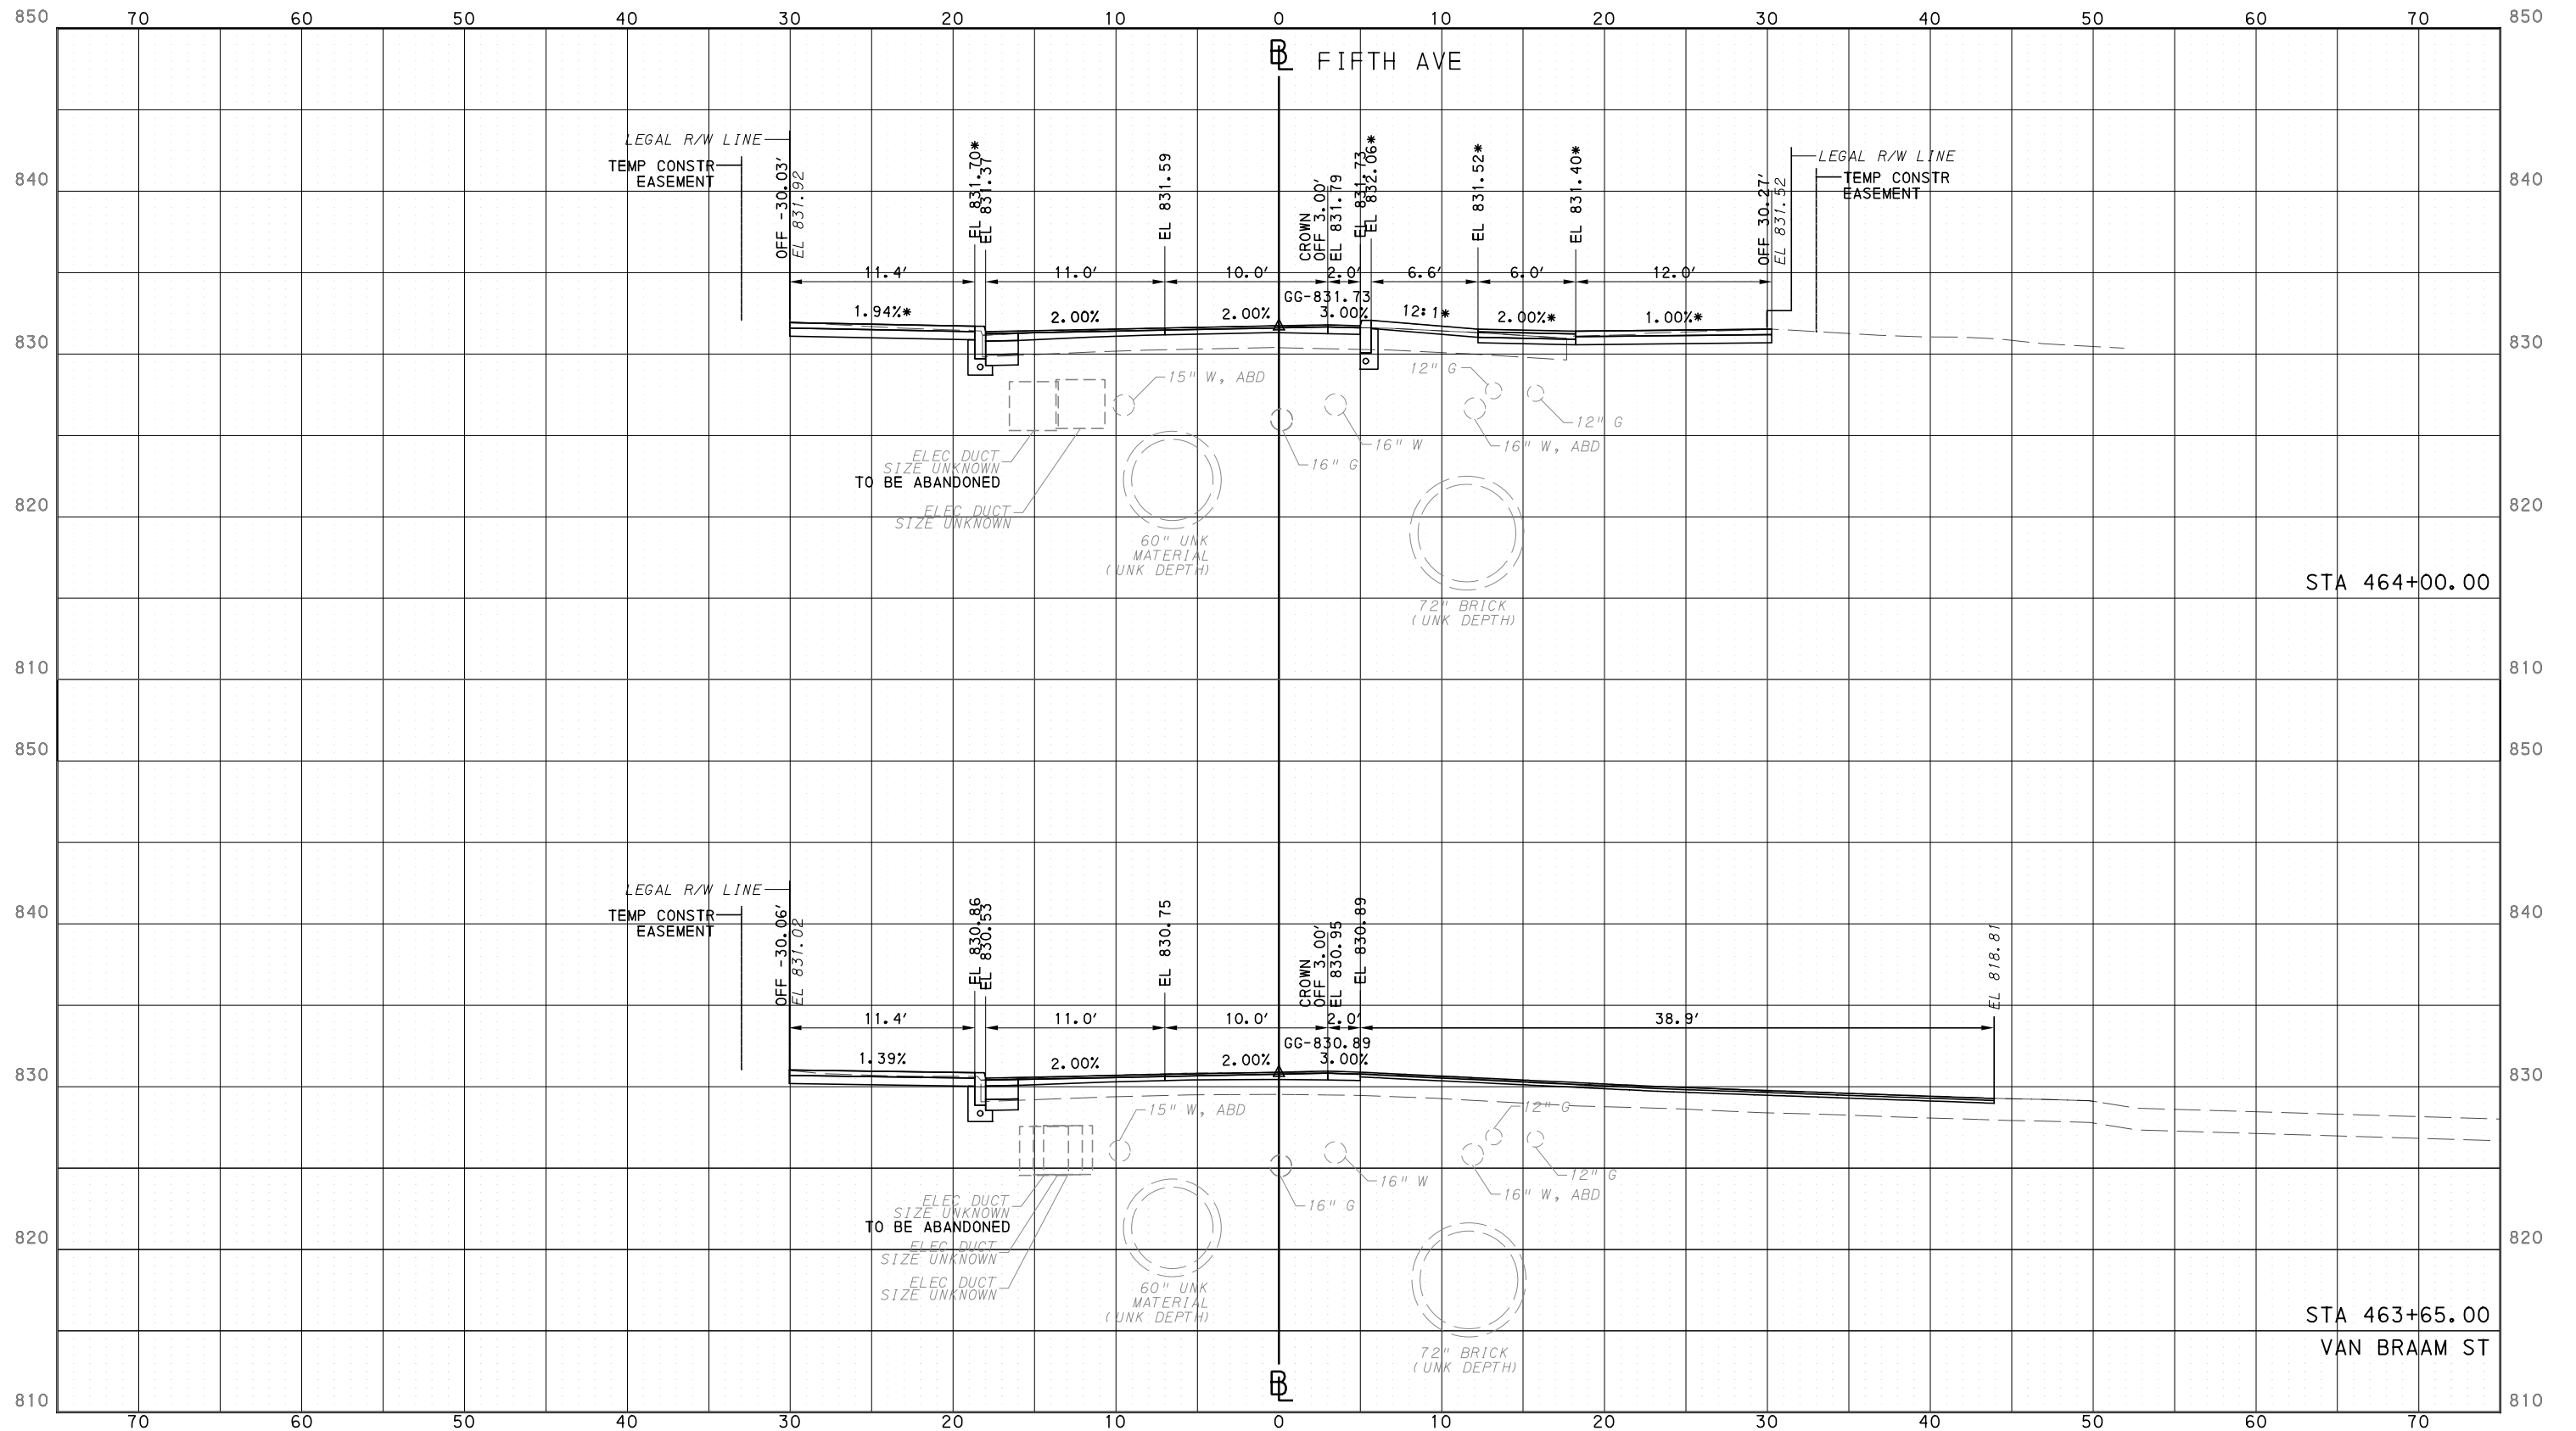 850 70 60 50 40 30 20 10 0 10 20 30 40 50 60 70 850
BL FIFTH AVE
LEGAL R/W LINE
TEMP CONSTR
EASEMENT
OFF -30.03'
EL 831.92
EL 831.70*
EL 831.37
EL 831.59
CROWN
OFF 3.00'
EL 831.79
EL 831.73
EL 832.06*
EL 831.52*
EL 831.40*
OFF 30.27'
EL 831.52
LEGAL R/W LINE
TEMP CONSTR
EASEMENT
840 840
11.4' 11.0' 10.0' 2.0' 6.6' 6.0' 12.0'
GG-831.73
1.94%* 2.00% 2.00% 3.00% 12:1* 2.00%* 1.00%*
830 830
15" W, ABD
12" G
12" G
16" W
16" W, ABD
16" G
ELEC DUCT
SIZE UNKNOWN
TO BE ABANDONED
ELEC DUCT
SIZE UNKNOWN
820 820
60" UNK
MATERIAL
(UNK DEPTH)
72" BRICK
(UNK DEPTH)
STA 464+00.00
810 810
850 850
LEGAL R/W LINE
TEMP CONSTR
EASEMENT
840 840
OFF -30.06'
EL 831.02
EL 830.86
EL 830.53
EL 830.75
CROWN
OFF 3.00'
EL 830.95
EL 830.89
EL 818.81
11.4' 11.0' 10.0' 2.0' 38.9'
GG-830.89
1.39% 2.00% 2.00% 3.00%
830 830
15" W, ABD
12" G
12" G
16" W
16" W, ABD
16" G
ELEC DUCT
SIZE UNKNOWN
TO BE ABANDONED
ELEC DUCT
SIZE UNKNOWN
ELEC DUCT
SIZE UNKNOWN
820 820
60" UNK
MATERIAL
(UNK DEPTH)
72" BRICK
(UNK DEPTH)
STA 463+65.00
VAN BRAAM ST
BL
810 810
70 60 50 40 30 20 10 0 10 20 30 40 50 60 70